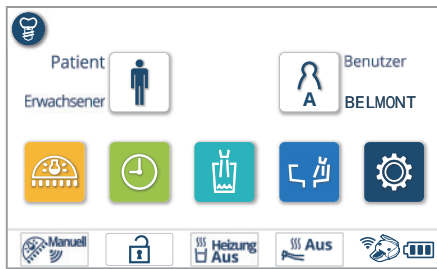 Patient
Benutzer
Erwachsener
A
BELMONT
Manuell
Heizung
Aus
Aus